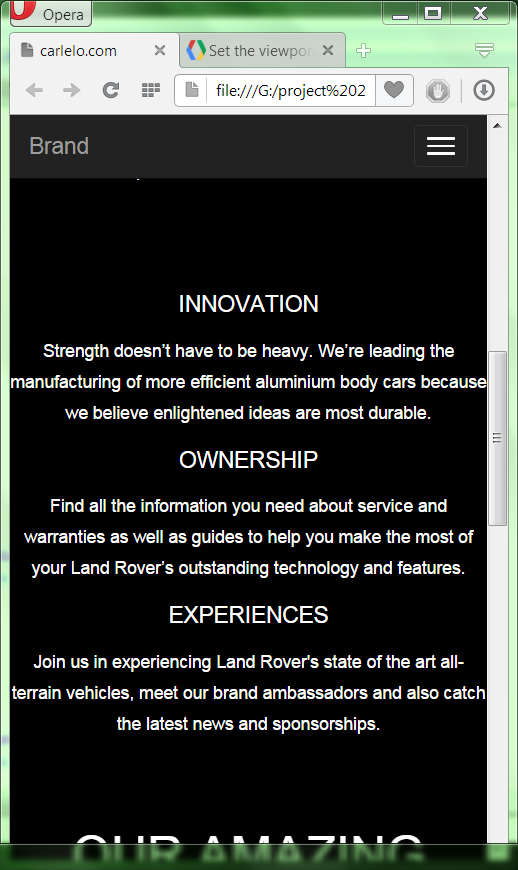 Opera
carlelo.com
Set the viewpor
file:///G:/project%202
Brand
INNOVATION
Strength doesn’t have to be heavy. We’re leading the
manufacturing of more efficient aluminium body cars because
we believe enlightened ideas are most durable.
OWNERSHIP
Find all the information you need about service and
warranties as well as guides to help you make the most of
your Land Rover’s outstanding technology and features.
EXPERIENCES
Join us in experiencing Land Rover's state of the art all-
terrain vehicles, meet our brand ambassadors and also catch
the latest news and sponsorships.
OUR AMAZING